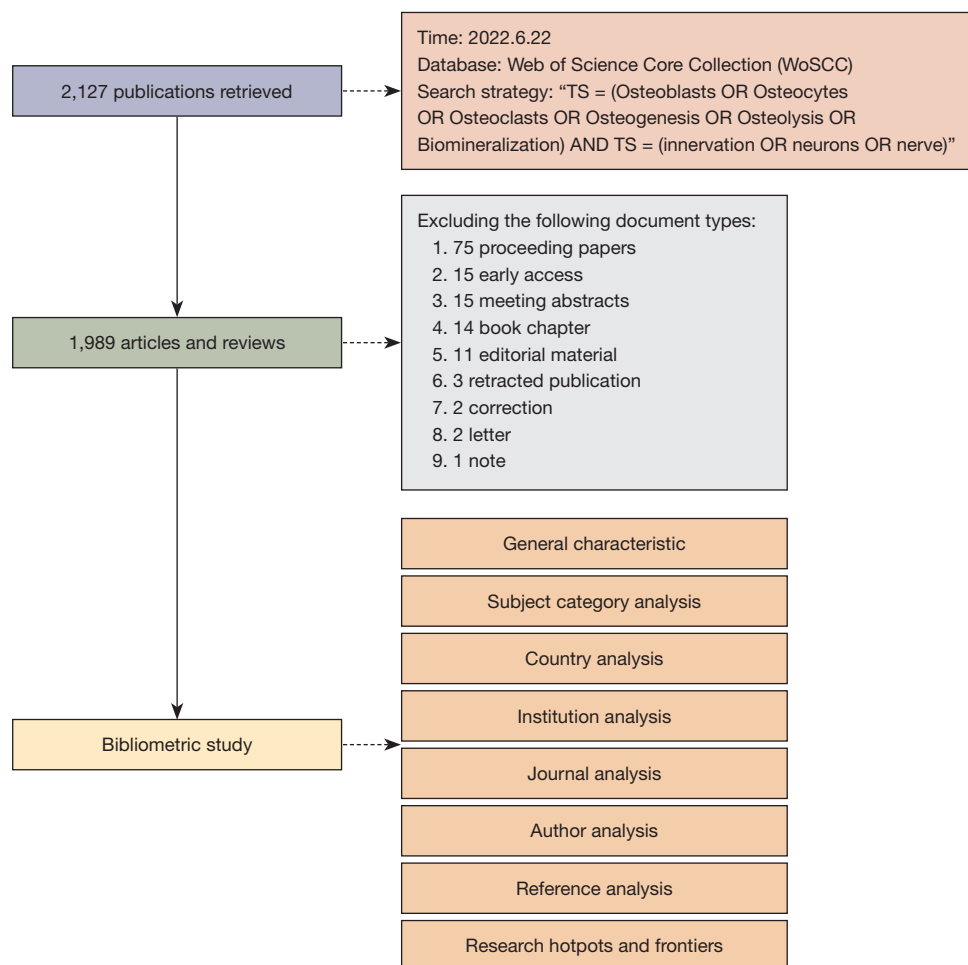 2,127 publications retrieved
Time: 2022.6.22
Database: Web of Science Core Collection (WoSCC)
Search strategy: “TS = (Osteoblasts OR Osteocytes
OR Osteoclasts OR Osteogenesis OR Osteolysis OR
Biomineralization) AND TS = (innervation OR neurons OR nerve)”
1,989 articles and reviews
Excluding the following document types:
1. 75 proceeding papers
2. 15 early access
3. 15 meeting abstracts
4. 14 book chapter
5. 11 editorial material
6. 3 retracted publication
7. 2 correction
8. 2 letter
9. 1 note
Bibliometric study
General characteristic
Subject category analysis
Country analysis
Institution analysis
Journal analysis
Author analysis
Reference analysis
Research hotpots and frontiers